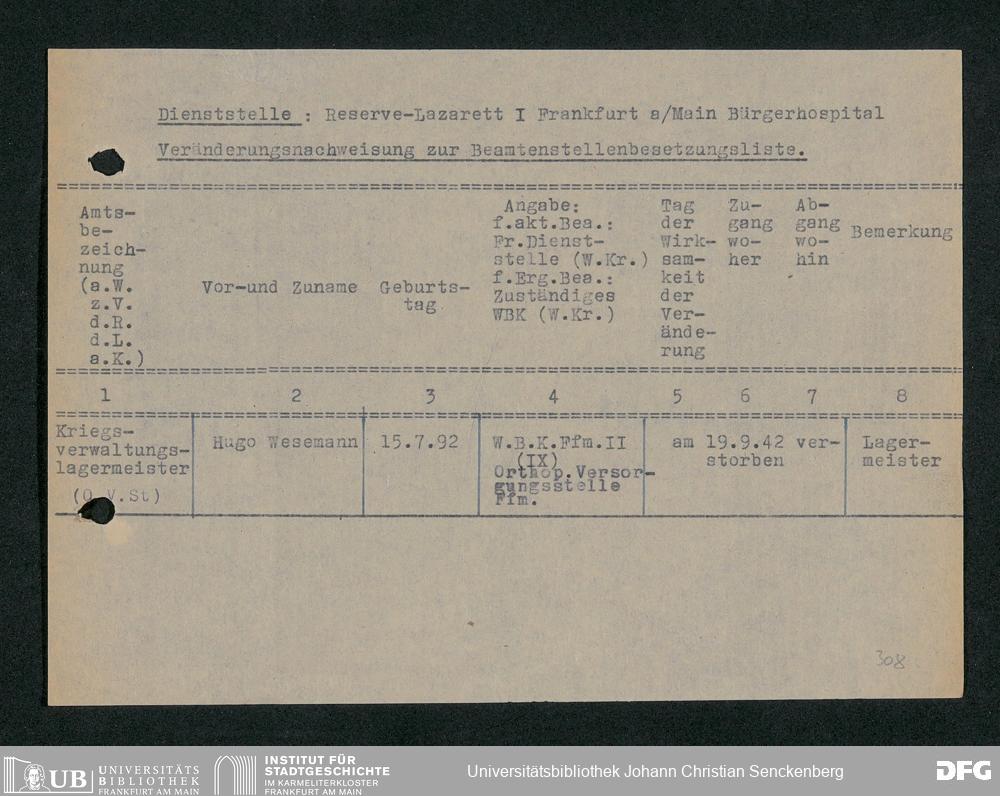 Dienststelle : Reserve-Lazarett I Frankfurt a/Main Bürgerhospital
Veränderungsnachweisung zur Beamtenstellenbesetzungsliste.
Amts-
be-
zeich-
nung
(a.W.
z.V.
d.R.
d.L.
a.K.)
Vor-und Zuname
Geburts-
tag
Angabe:
f.akt.Bea.:
Fr.Dienst-
stelle (W.Kr.)
f.Erg.Bea.:
Zuständiges
WBK (W.Kr.)
Tag
der
Wirk-
sam-
keit
der
Ver-
ände-
rung
Zu-
gang
wo-
her
Ab-
gang
wo-
hin
Bemerkung
1 2 3 4 5 6 7 8
Kriegs-
verwaltungs-
lagermeister
(O.V.St)
Hugo Wesemann
15.7.92
W.B.K.Ffm.II
(IX)
Orthop.Versor-
gungsstelle
Ffm.
am 19.9.42 ver-
storben
Lager-
meister
308
UB UNIVERSITÄTS
BIBLIOTHEK
FRANKFURT AM MAIN
INSTITUT FÜR
STADTGESCHICHTE
IM KARMELITERKLOSTER
FRANKFURT AM MAIN
Universitätsbibliothek Johann Christian Senckenberg
DFG